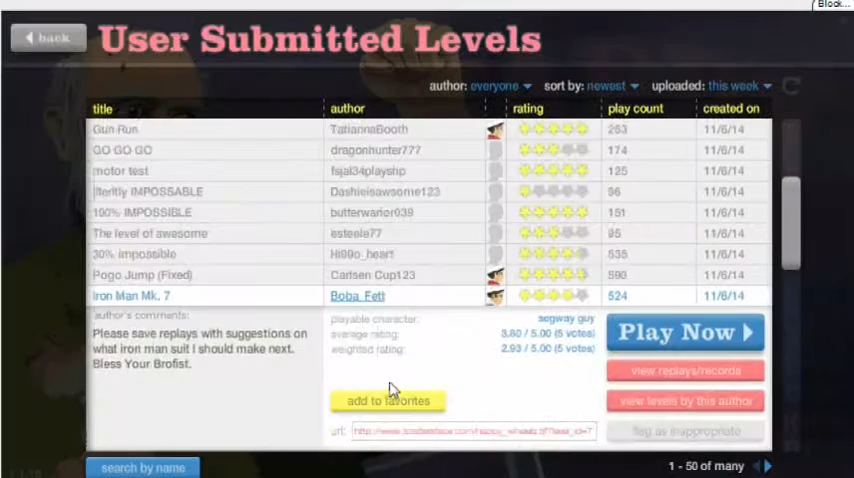 Block...
back
User Submitted Levels
author: everyone sort by: newest uploaded: this week
title author rating play count created on
Gun Run TatiannaBooth 263 11/6/14
GO GO GO dragonhunter777 174 11/6/14
motor test fsjal34playshp 125 11/6/14
literitly IMPOSSABLE Dashieisawsome123 96 11/6/14
100% IMPOSSIBLE butterwarior939 151 11/6/14
The level of awesome esteele77 95 11/6/14
30% impossible Hi99o_heart 535 11/6/14
Pogo Jump (Fixed) Carlsen Cup123 590 11/6/14
Iron Man Mk. 7 Boba_Fett 524 11/6/14
author's comments:
Please save replays with suggestions on
what iron man suit I should make next.
Bless Your Brofist.
playable character: segway guy
average rating: 3.60 / 5.00 (5 votes)
weighted rating: 2.93 / 5.00 (5 votes)
Play Now
view replays/records
add to favorites
view levels by this author
url:
flag as inappropriate
search by name
1 - 50 of many